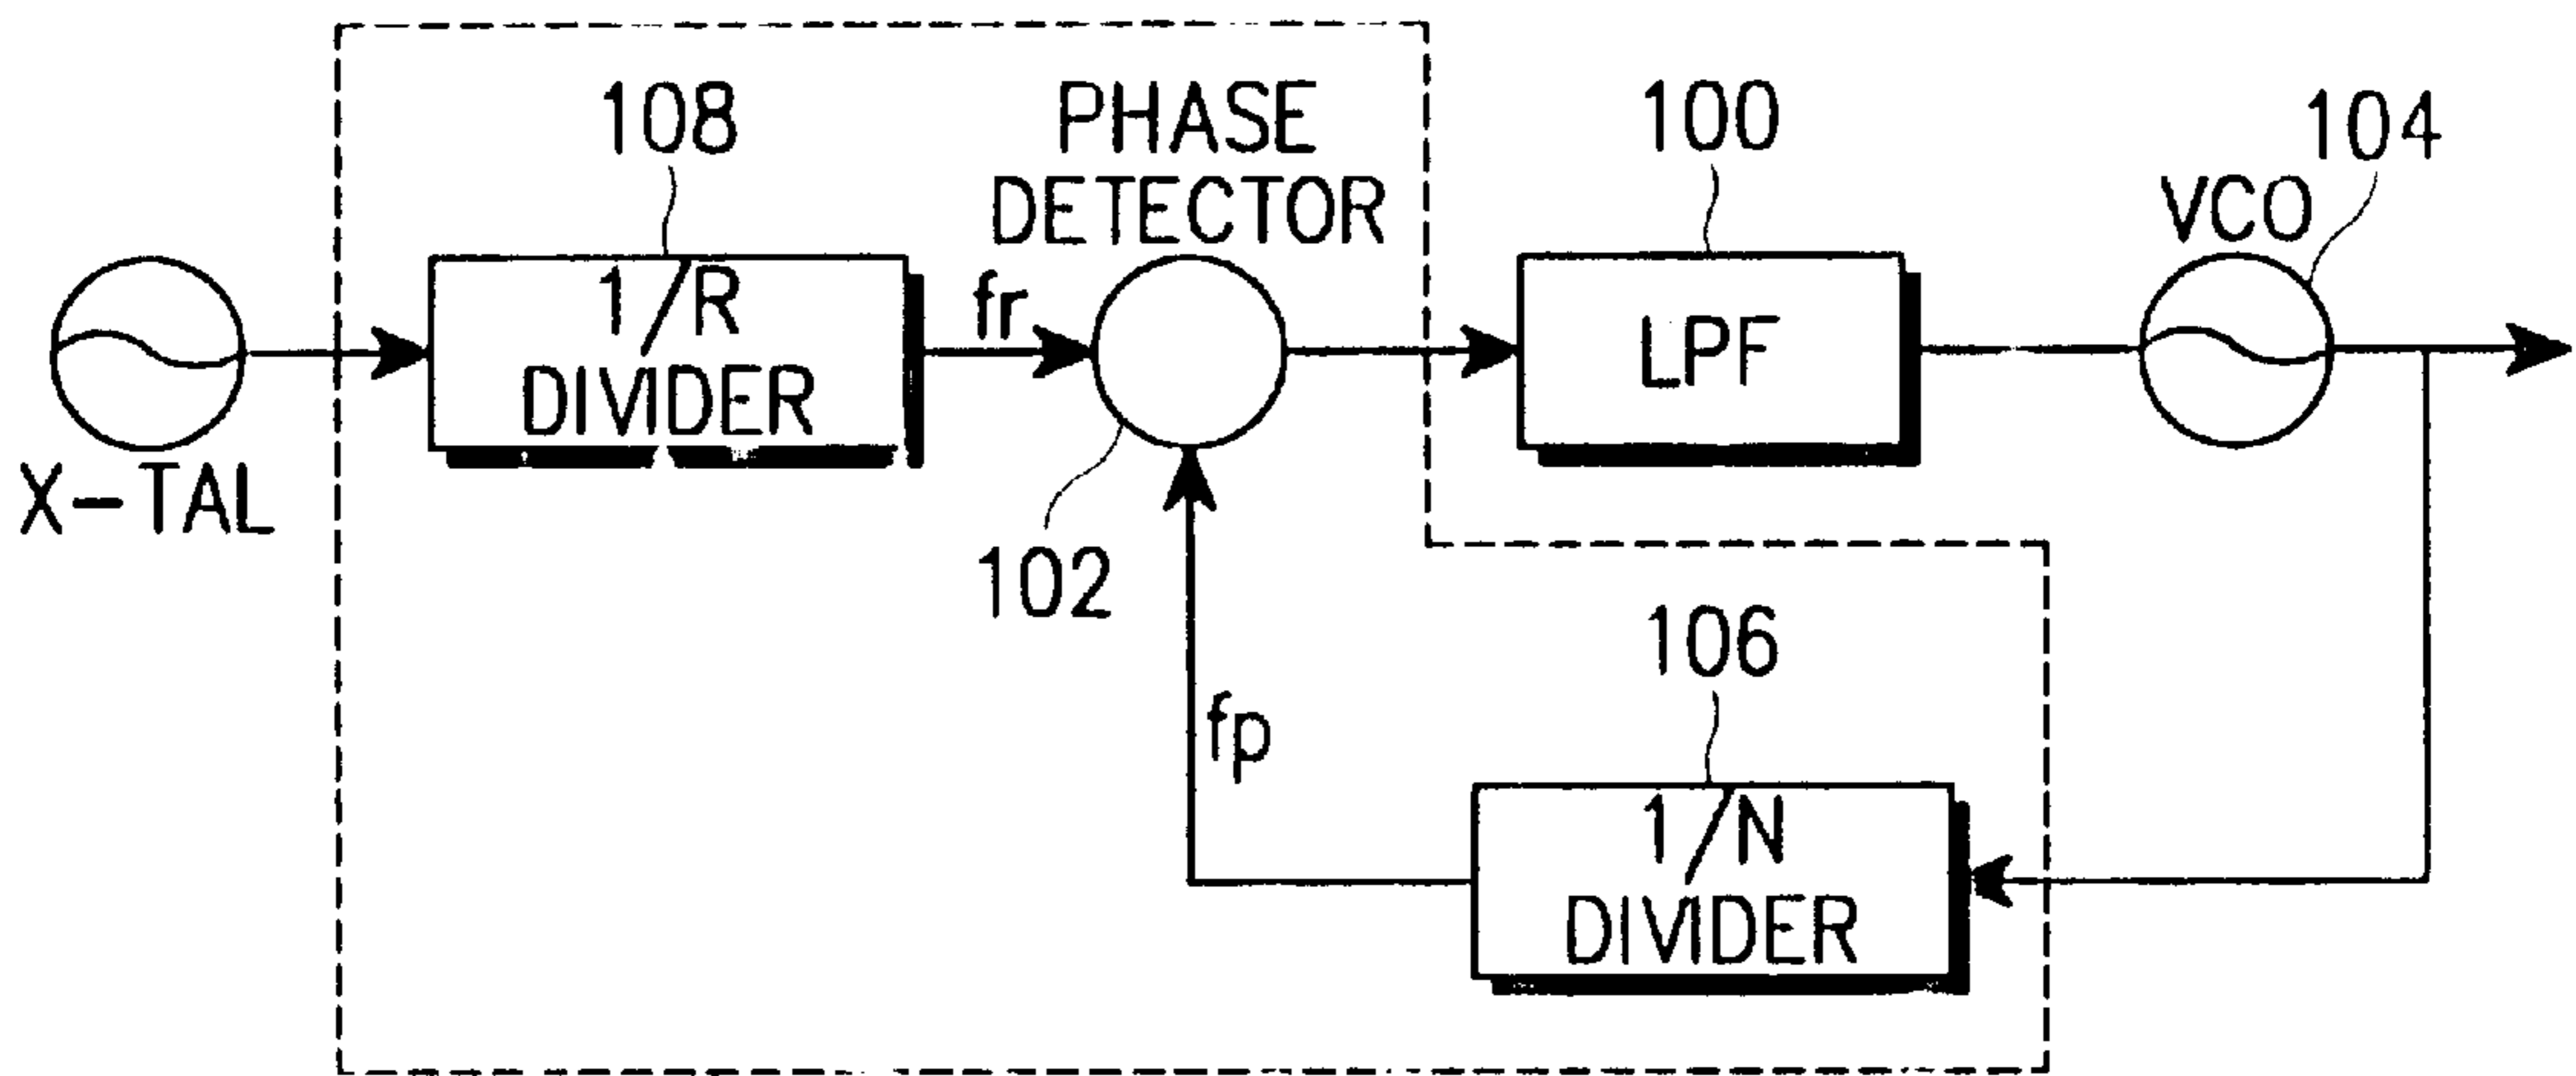 108
PHASE
DETECTOR
100
104
VCO
1/R
DIVIDER
fr
LPF
X-TAL
102
106
fp
1/N
DIVIDER